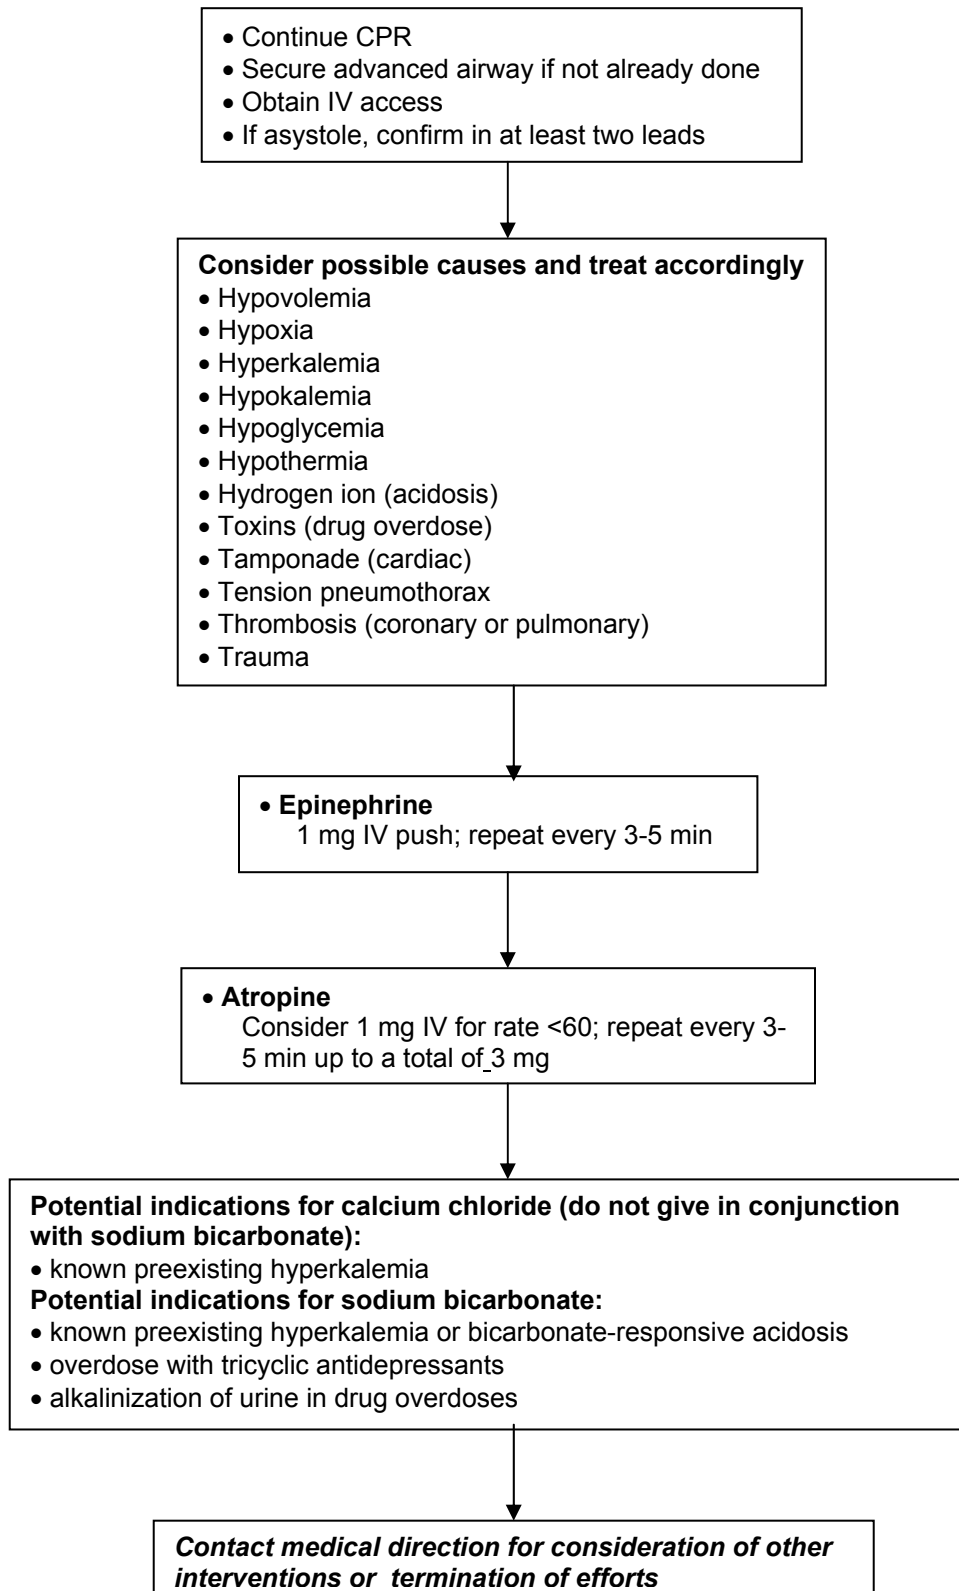 • Continue CPR
• Secure advanced airway if not already done
• Obtain IV access
• If asystole, confirm in at least two leads
Consider possible causes and treat accordingly
• Hypovolemia
• Hypoxia
• Hyperkalemia
• Hypokalemia
• Hypoglycemia
• Hypothermia
• Hydrogen ion (acidosis)
• Toxins (drug overdose)
• Tamponade (cardiac)
• Tension pneumothorax
• Thrombosis (coronary or pulmonary)
• Trauma
• Epinephrine
1 mg IV push; repeat every 3-5 min
• Atropine
Consider 1 mg IV for rate <60; repeat every 3-
5 min up to a total of 3 mg
Potential indications for calcium chloride (do not give in conjunction
with sodium bicarbonate):
• known preexisting hyperkalemia
Potential indications for sodium bicarbonate:
• known preexisting hyperkalemia or bicarbonate-responsive acidosis
• overdose with tricyclic antidepressants
• alkalinization of urine in drug overdoses
Contact medical direction for consideration of other
interventions or termination of efforts